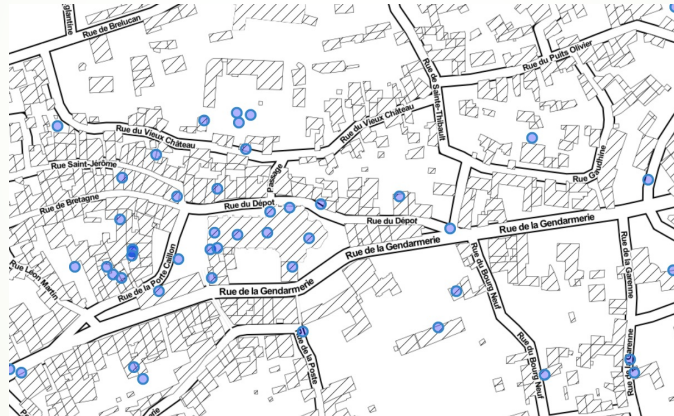 Rue de Brelucan
Rue du Puits Olivier
Rue de Sainte-Thibault
Rue du Vieux Château
Rue du Vieux Château
Rue Saint-Jérôme
Passage
Rue Gaudhine
Rue de Bretagne
Rue du Dépot
Rue du Dépot
Rue de la Gendarmerie
Rue de la Gendarmerie
Rue de la Porte Caillon
Rue Léon Martin
Rue de la Gendarmerie
Rue du Bourg Neuf
Rue de la Garenne
Rue du Bourg Neuf
Rue de la Garenne
Rue de la Poste